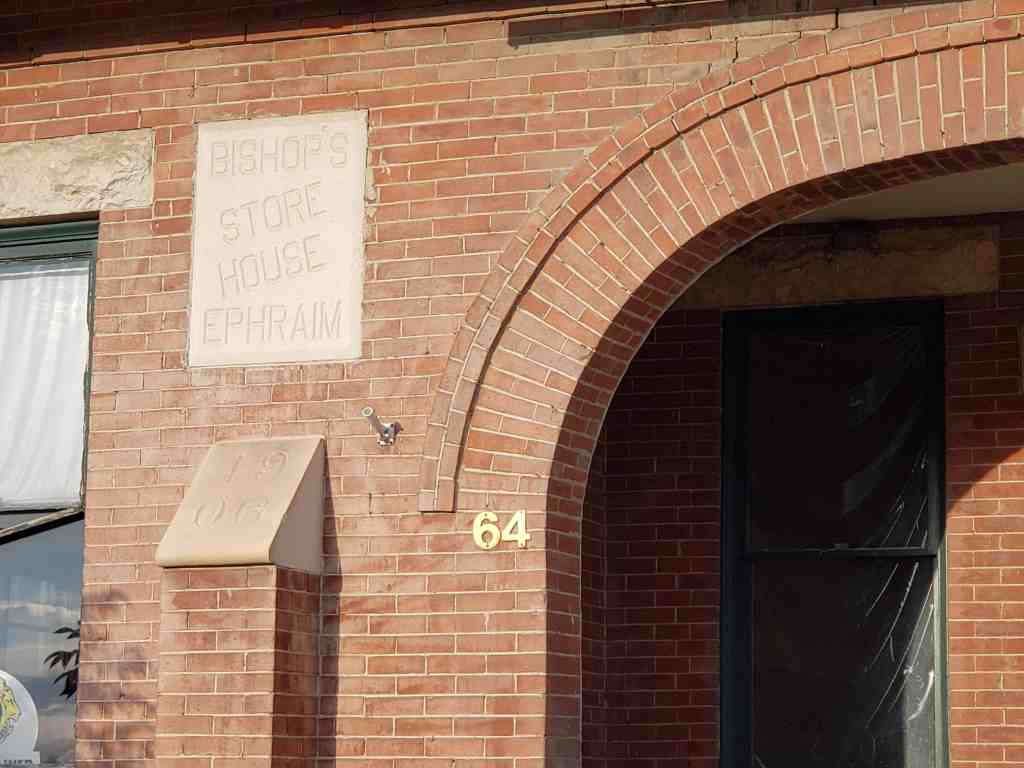 BISHOP'S
STORE
HOUSE
EPHRAIM
19
06
64